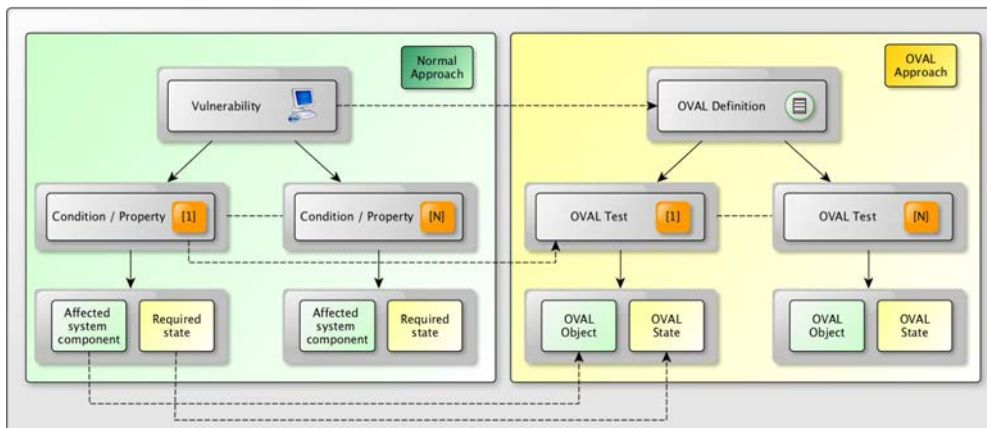 Normal
Approach
OVAL
Approach
Vulnerability
OVAL Definition
Condition / Property [1]
Condition / Property [N]
OVAL Test [1]
OVAL Test [N]
Affected
system
component
Required
state
Affected
system
component
Required
state
OVAL
Object
OVAL
State
OVAL
Object
OVAL
State